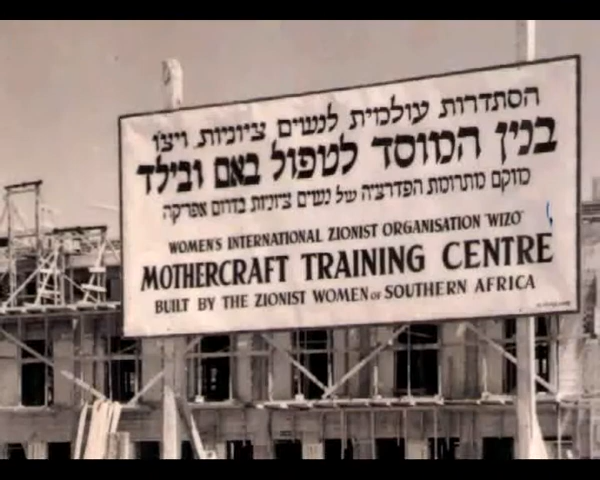 הסתדרות עולמית לנשים ציוניות ויצו
בנין המוסד לטפול באם ובילד
מוקם מתרומת הפדרציה של נשים ציוניות בדרום אפריקה
WOMEN'S INTERNATIONAL ZIONIST ORGANISATION "WIZO"
MOTHERCRAFT TRAINING CENTRE
BUILT BY THE ZIONIST WOMEN OF SOUTHERN AFRICA